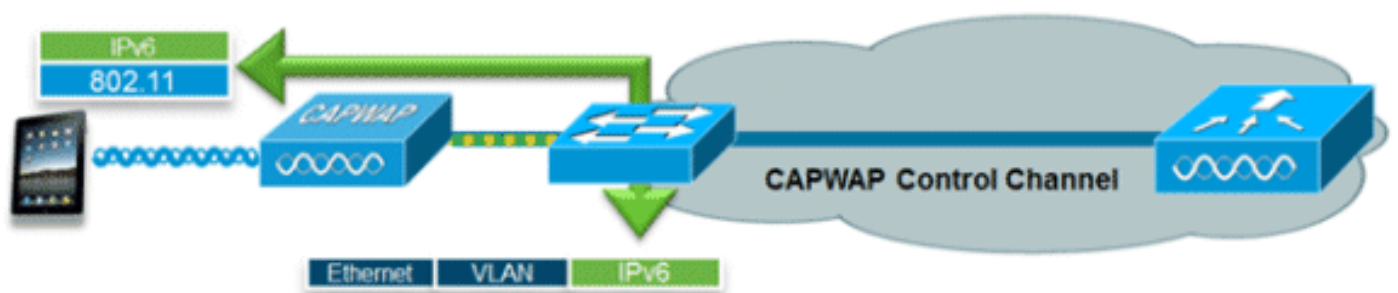 IPv6
802.11
CAPWAP
CAPWAP Control Channel
Ethernet VLAN IPv6